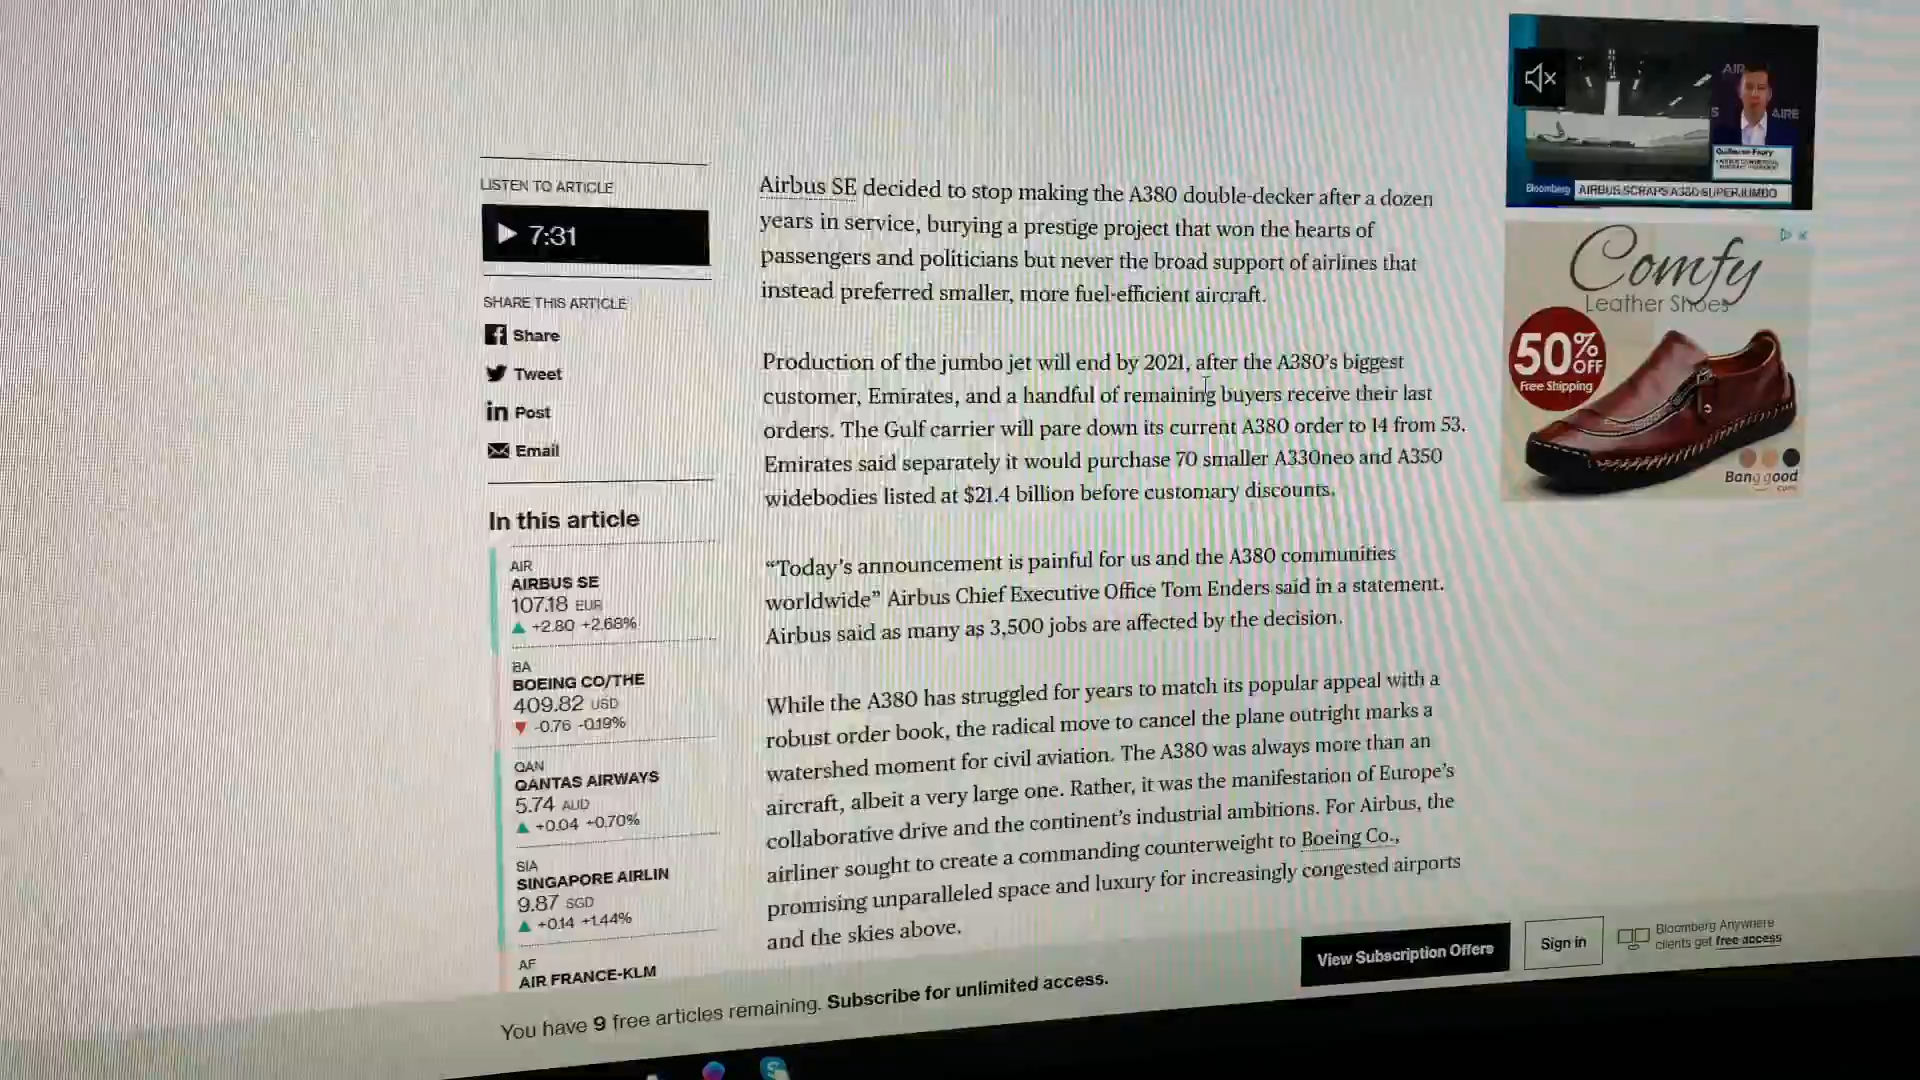 LISTEN TO ARTICLE
7:31
SHARE THIS ARTICLE
Share
Tweet
in Post
Email
In this article
AIR
AIRBUS SE
107.18 EUR
+2.80 +2.68%
BA
BOEING CO/THE
409.82 USD
-0.76 -0.19%
QAN
QANTAS AIRWAYS
5.74 AUD
+0.04 +0.70%
SIA
SINGAPORE AIRLIN
9.87 SGD
+0.14 +1.44%
AF
AIR FRANCE-KLM
Airbus SE decided to stop making the A380 double-decker after a dozen
years in service, burying a prestige project that won the hearts of
passengers and politicians but never the broad support of airlines that
instead preferred smaller, more fuel-efficient aircraft.
Production of the jumbo jet will end by 2021, after the A380's biggest
customer, Emirates, and a handful of remaining buyers receive their last
orders. The Gulf carrier will pare down its current A380 order to 14 from 53.
Emirates said separately it would purchase 70 smaller A330neo and A350
widebodies listed at $21.4 billion before customary discounts.
“Today's announcement is painful for us and the A380 communities
worldwide” Airbus Chief Executive Office Tom Enders said in a statement.
Airbus said as many as 3,500 jobs are affected by the decision.
While the A380 has struggled for years to match its popular appeal with a
robust order book, the radical move to cancel the plane outright marks a
watershed moment for civil aviation. The A380 was always more than an
aircraft, albeit a very large one. Rather, it was the manifestation of Europe's
collaborative drive and the continent's industrial ambitions. For Airbus, the
airliner sought to create a commanding counterweight to Boeing Co.,
promising unparalleled space and luxury for increasingly congested airports
and the skies above.
AIR
S AIRE
Guillaume Faury
Bloomberg AIRBUS SCRAPS A380 SUPERJUMBO
Comfy
Leather Shoes
50% OFF
Free Shipping
Banggood
.com
You have 9 free articles remaining. Subscribe for unlimited access.
View Subscription Offers
Sign in
Bloomberg Anywhere
clients get free access